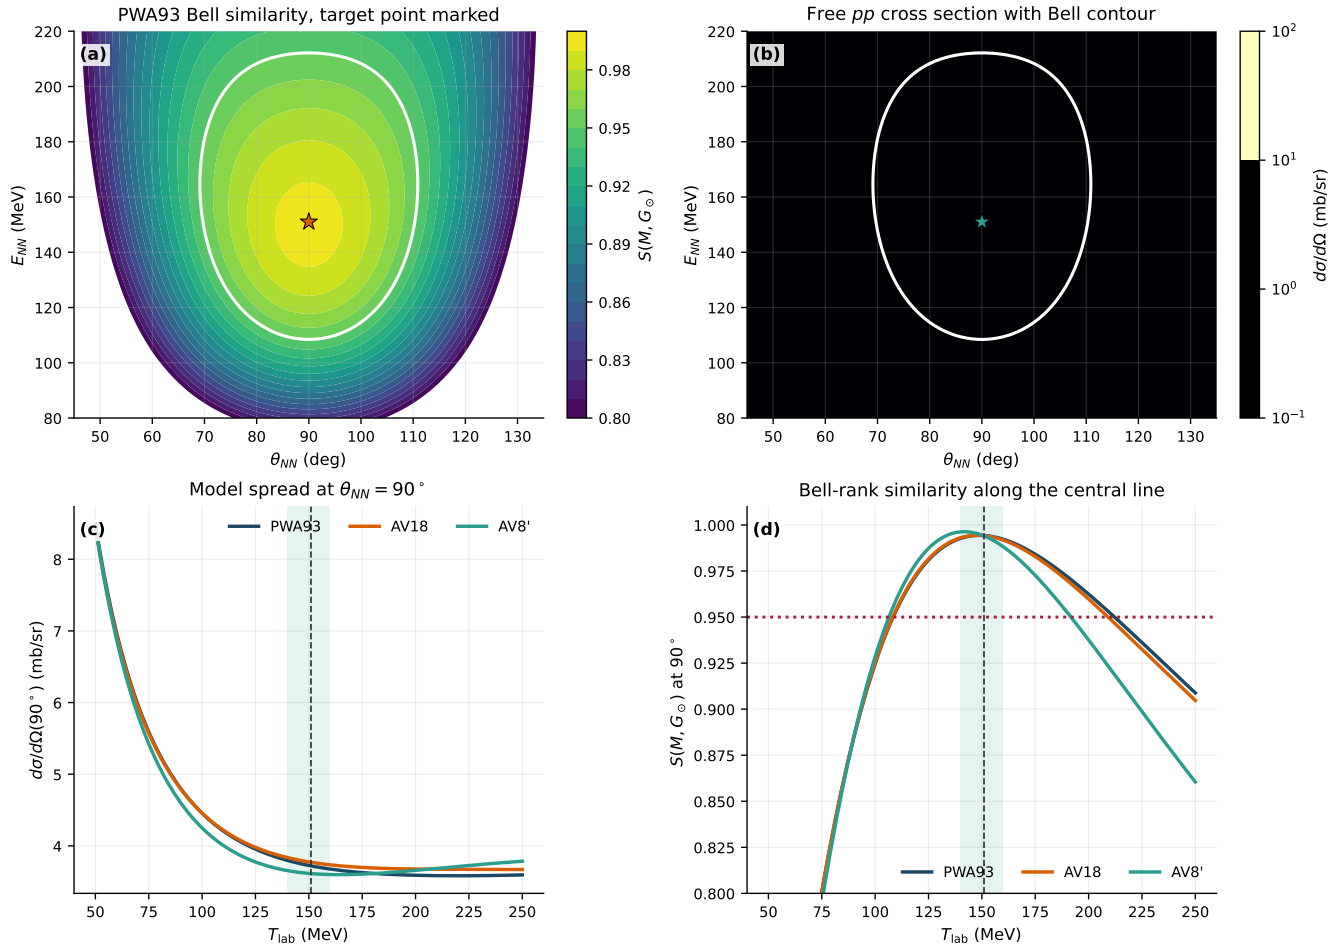 PWA93 Bell similarity, target point marked
(a)
220
200
180
160
140
120
100
80
E_NN (MeV)
50 60 70 80 90 100 110 120 130
θ_NN (deg)
0.98
0.95
0.92
0.89
0.86
0.83
0.80
S(M, G_⊙)
Free pp cross section with Bell contour
(b)
220
200
180
160
140
120
100
80
E_NN (MeV)
50 60 70 80 90 100 110 120 130
θ_NN (deg)
10²
10¹
10⁰
10⁻¹
dσ/dΩ (mb/sr)
Model spread at θ_NN = 90°
(c)
PWA93 AV18 AV8'
8
7
6
5
4
dσ/dΩ(90°) (mb/sr)
50 75 100 125 150 175 200 225 250
T_lab (MeV)
Bell-rank similarity along the central line
(d)
1.000
0.975
0.950
0.925
0.900
0.875
0.850
0.825
0.800
S(M, G_⊙) at 90°
PWA93 AV18 AV8'
50 75 100 125 150 175 200 225 250
T_lab (MeV)